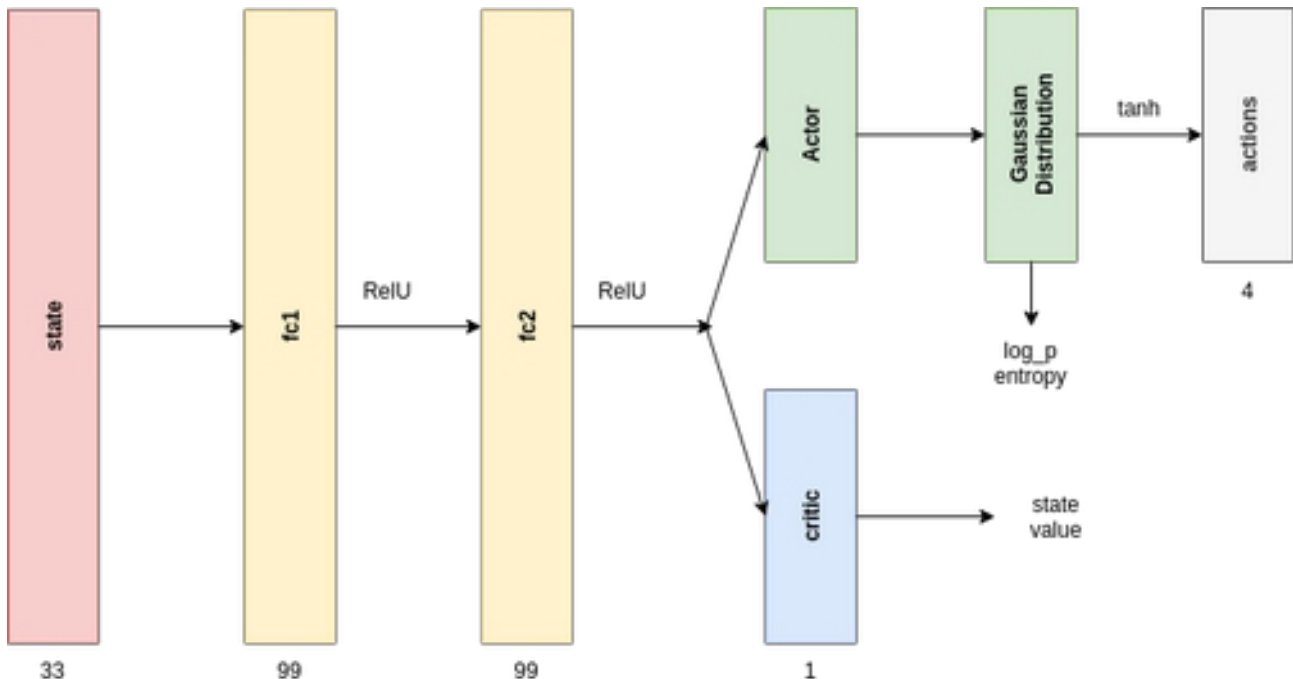 state
33
fc1
99
RelU
fc2
99
RelU
Actor
Gaussian
Distribution
tanh
actions
4
log_p
entropy
critic
1
state
value